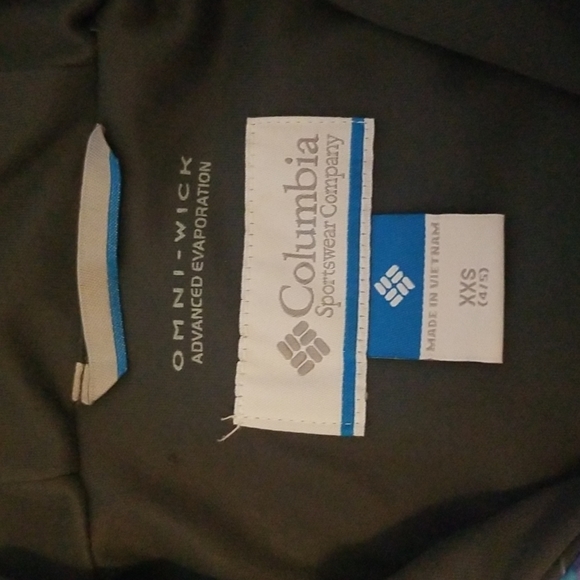 OMNI-WICK
ADVANCED EVAPORATION
Columbia
Sportswear Company
MADE IN VIETNAM
XXS
(4/5)